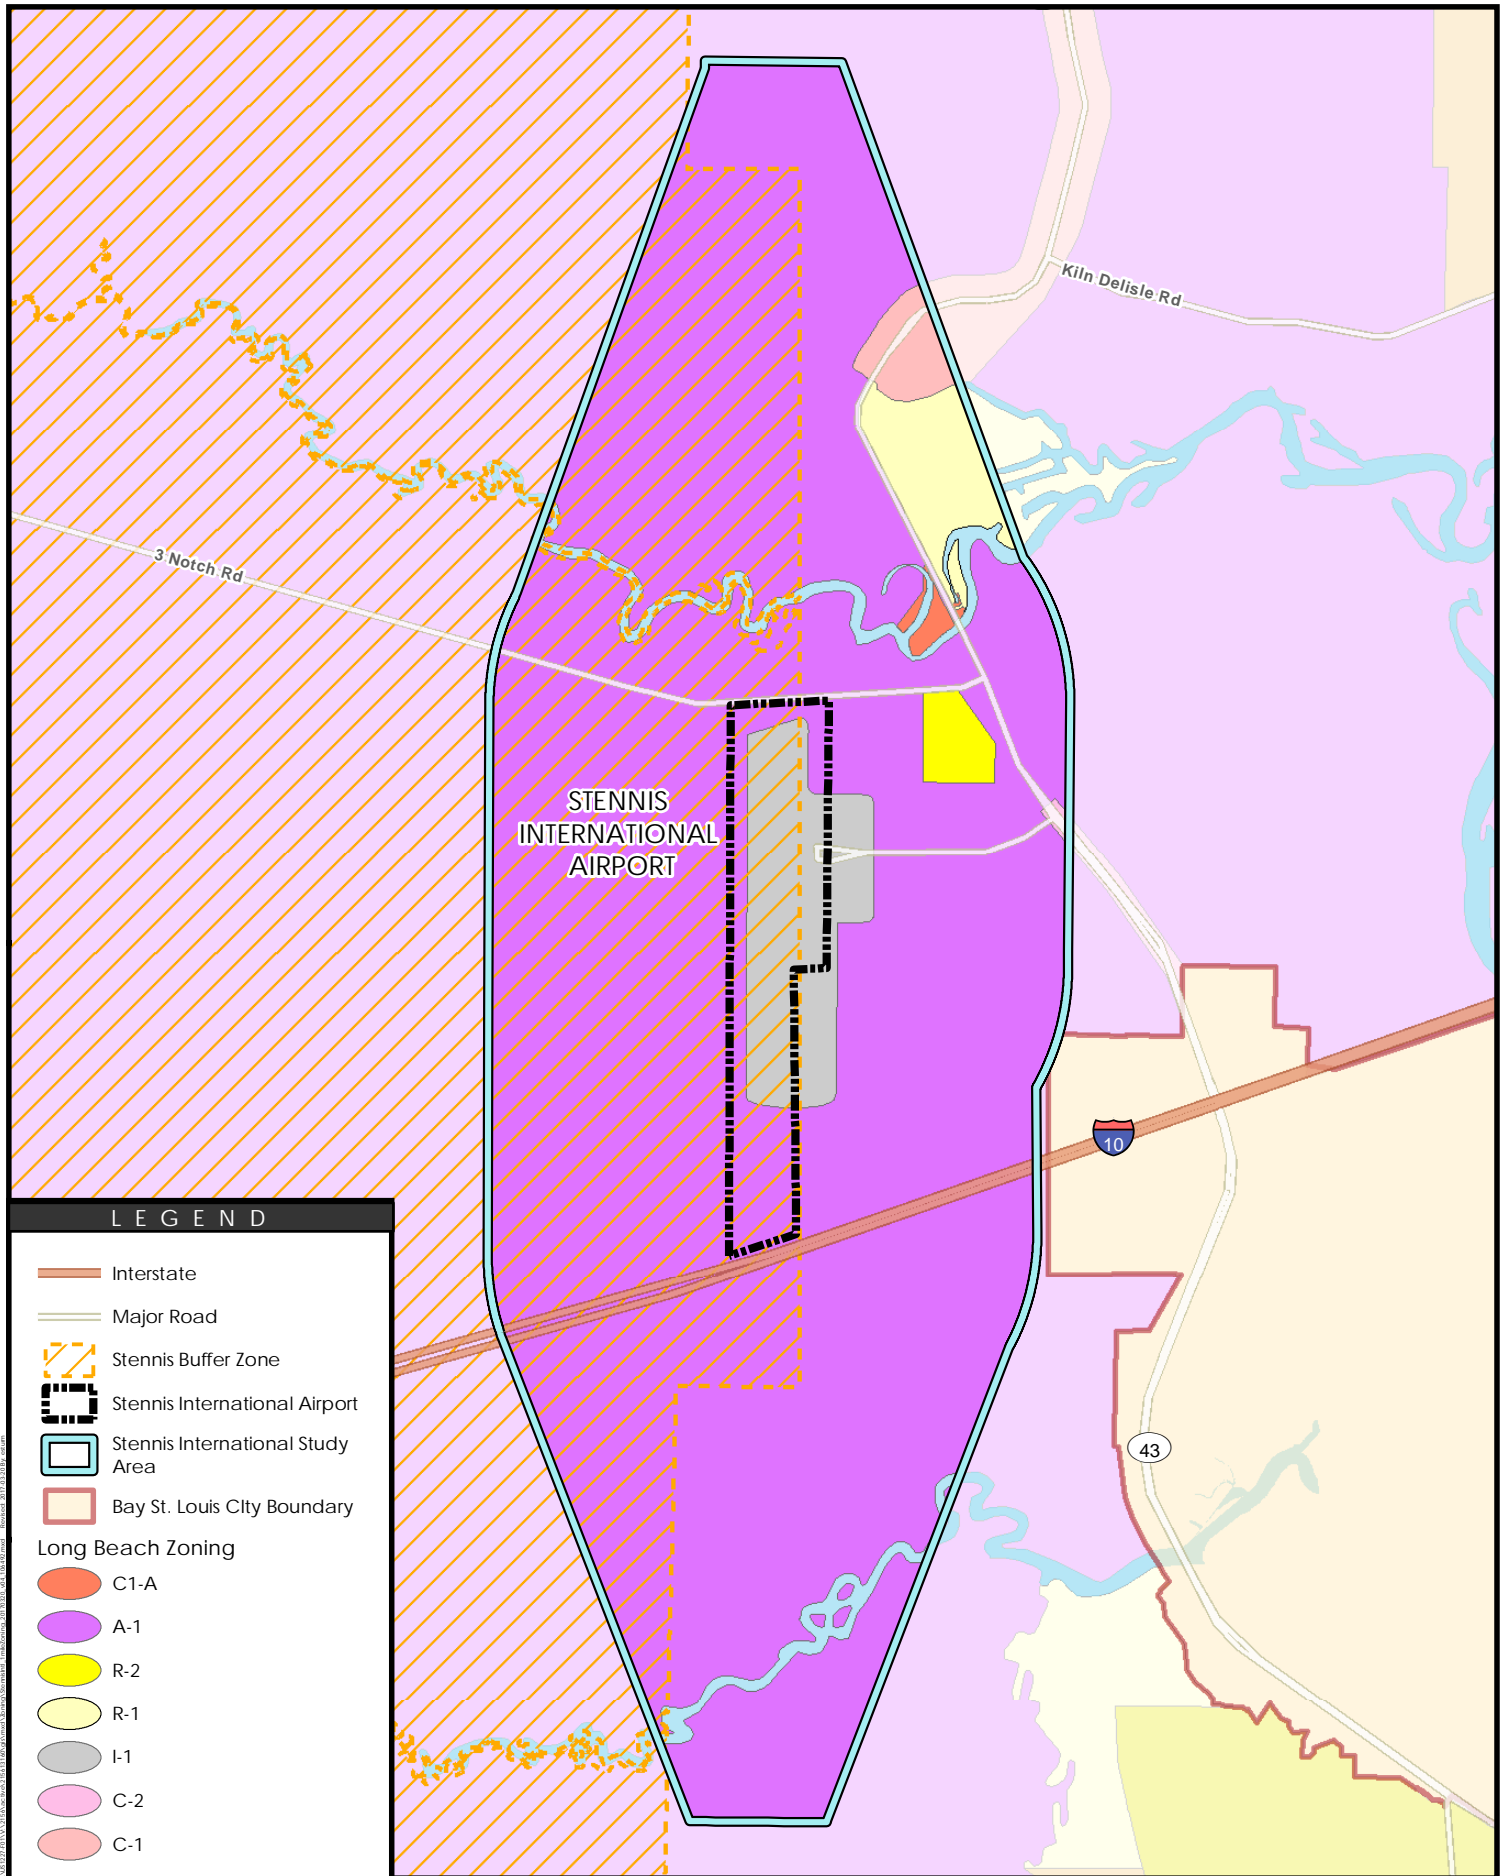 Kiln Delisle Rd
3 Notch Rd
STENNIS
INTERNATIONAL
AIRPORT
10
43
LEGEND
Interstate
Major Road
Stennis Buffer Zone
Stennis International Airport
Stennis International Study
Area
Bay St. Louis CIty Boundary
Long Beach Zoning
C1-A
A-1
R-2
R-1
I-1
C-2
C-1